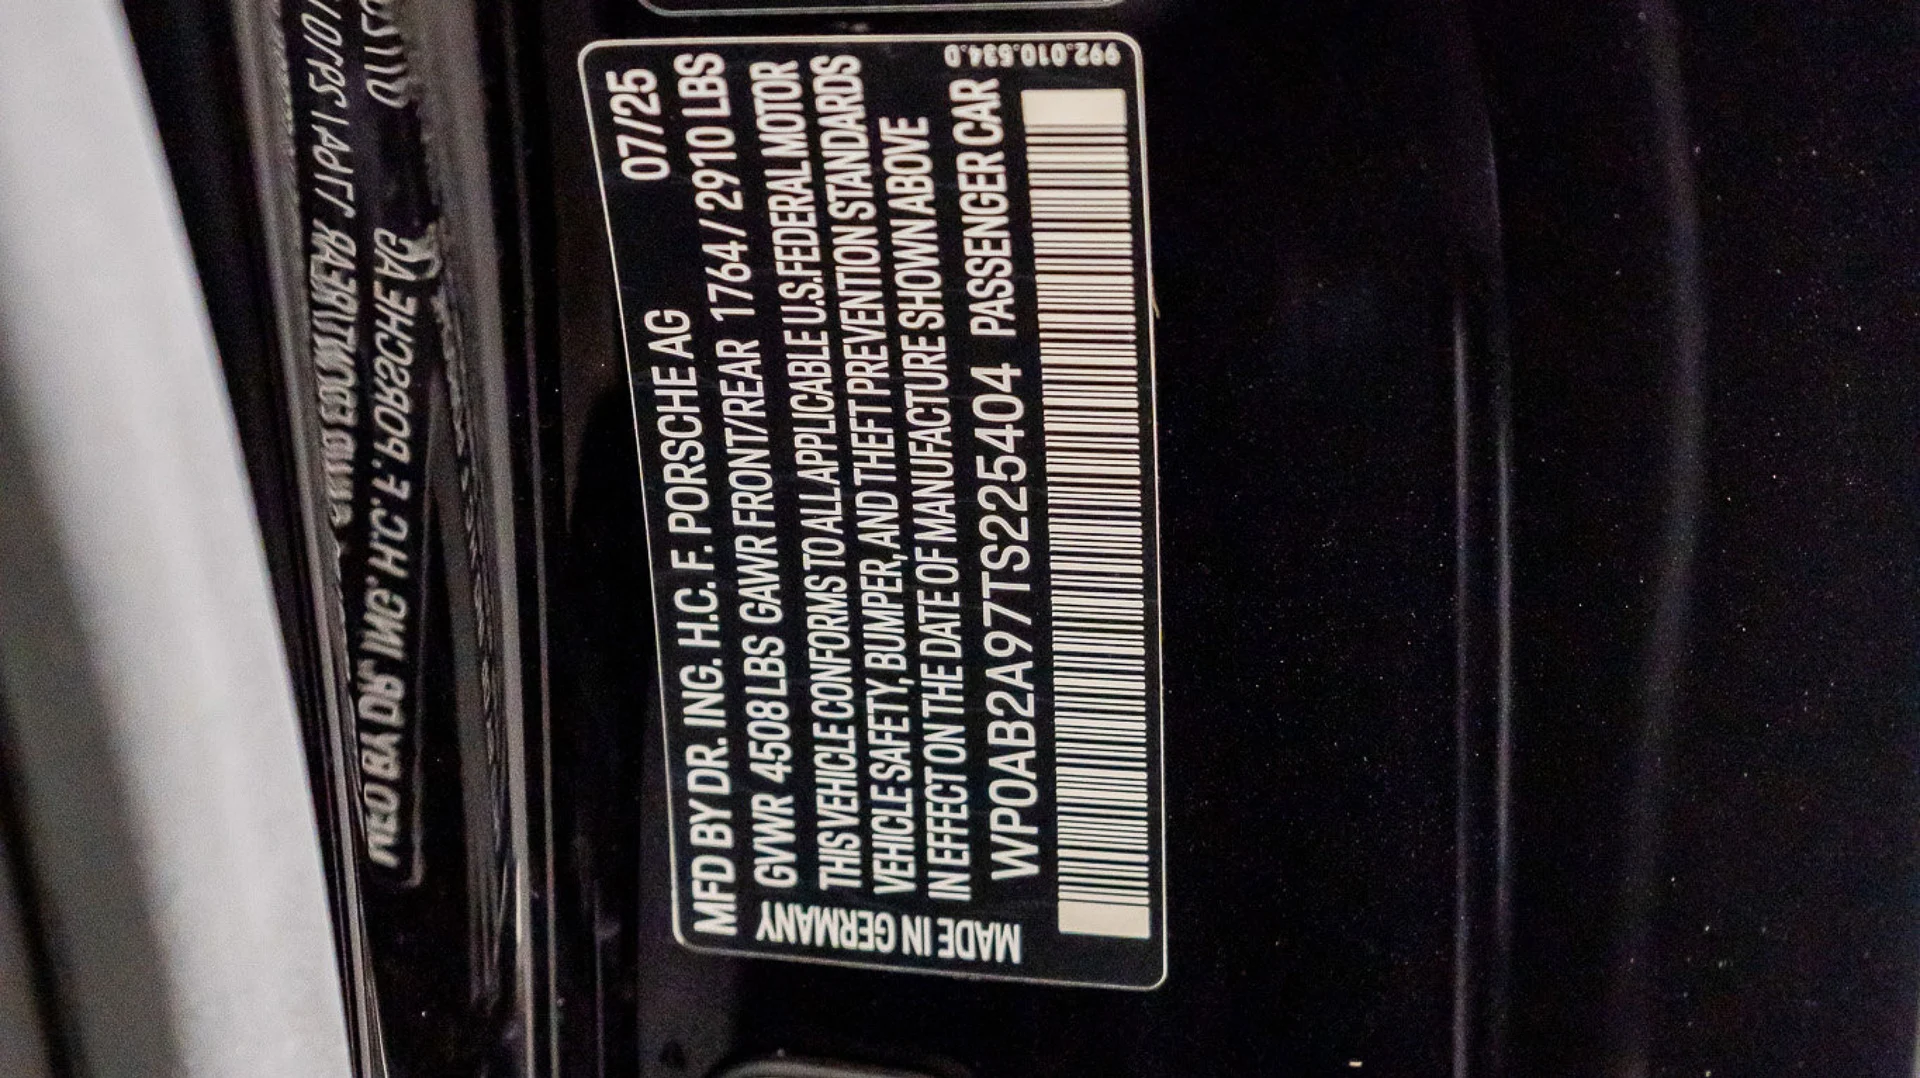 MFD BY DR. ING. H.C. F. PORSCHE AG 07/25
GVWR 4508 LBS GAWR FRONT/REAR 1764 / 2910 LBS
THIS VEHICLE CONFORMS TO ALL APPLICABLE U.S. FEDERAL MOTOR
VEHICLE SAFETY, BUMPER, AND THEFT PREVENTION STANDARDS
IN EFFECT ON THE DATE OF MANUFACTURE SHOWN ABOVE
WP0AB2A97TS225404 PASSENGER CAR
MADE IN GERMANY
992.010.534.D